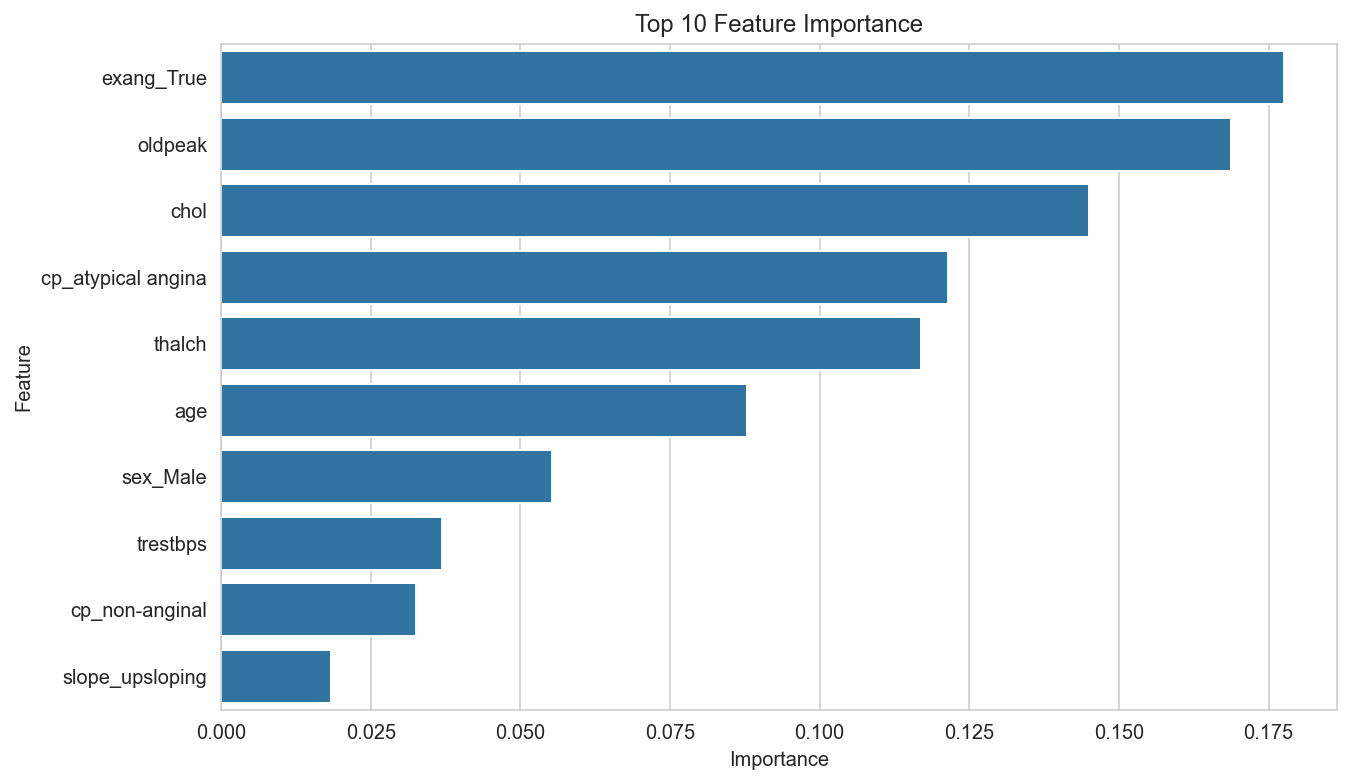 Top 10 Feature Importance
exang_True
oldpeak
chol
cp_atypical angina
thalch
age
sex_Male
trestbps
cp_non-anginal
slope_upsloping
Feature
0.000 0.025 0.050 0.075 0.100 0.125 0.150 0.175
Importance